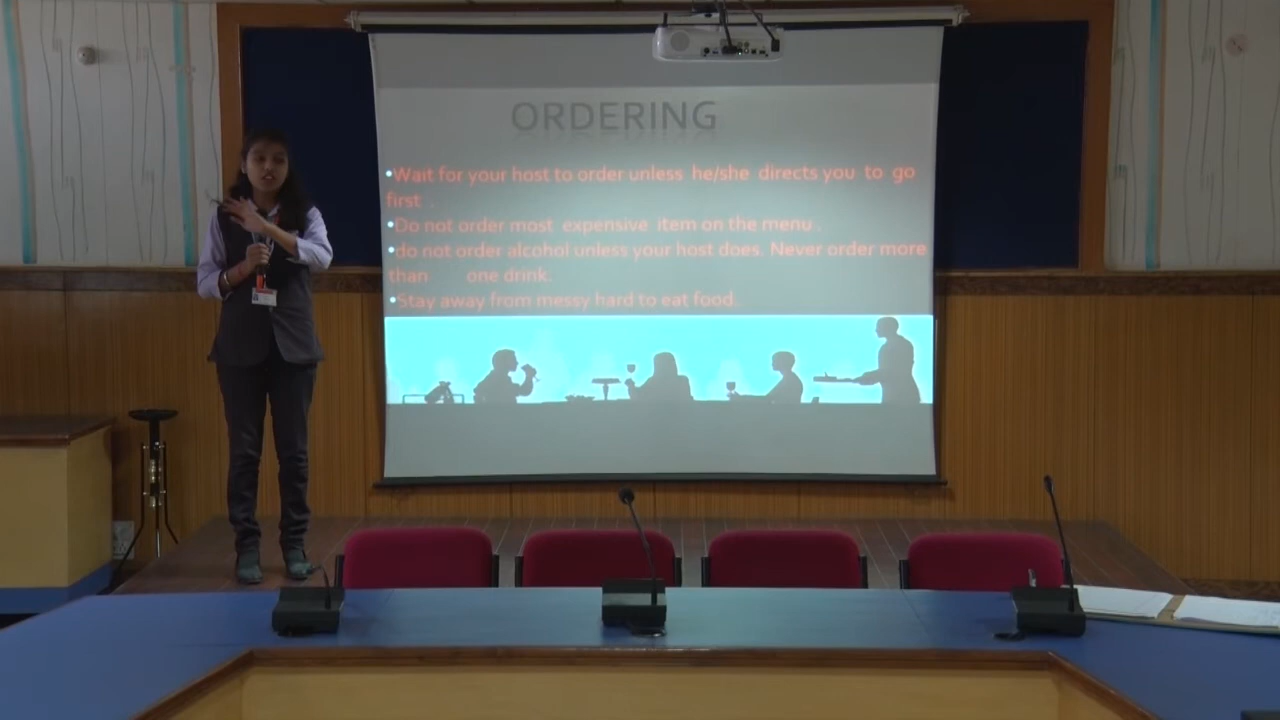 ORDERING
•Wait for your host to order unless he/she directs you to go
first .
•Do not order most expensive item on the menu .
•do not order alcohol unless your host does. Never order more
than one drink.
•Stay away from messy hard to eat food.